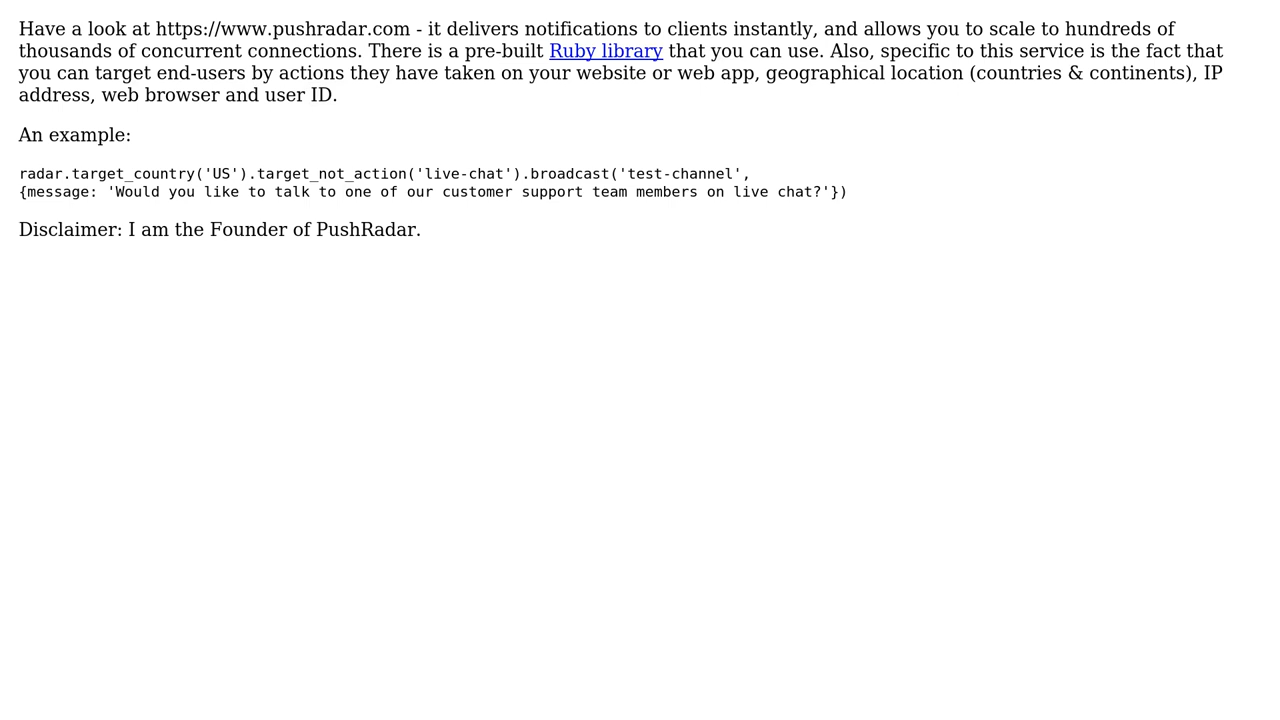 Have a look at https://www.pushradar.com - it delivers notifications to clients instantly, and allows you to scale to hundreds of
thousands of concurrent connections. There is a pre-built Ruby library that you can use. Also, specific to this service is the fact that
you can target end-users by actions they have taken on your website or web app, geographical location (countries & continents), IP
address, web browser and user ID.
An example:
radar.target_country('US').target_not_action('live-chat').broadcast('test-channel',
{message: 'Would you like to talk to one of our customer support team members on live chat?'})
Disclaimer: I am the Founder of PushRadar.